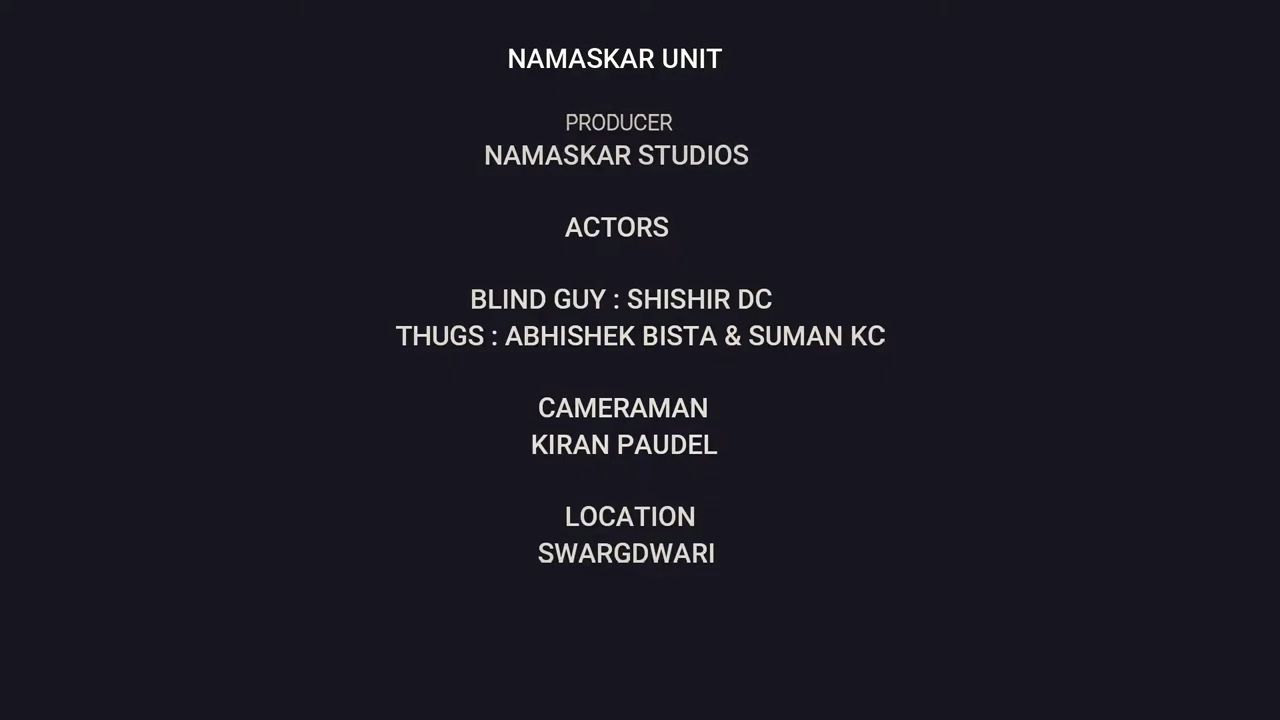 NAMASKAR UNIT
PRODUCER
NAMASKAR STUDIOS
ACTORS
BLIND GUY : SHISHIR DC
THUGS : ABHISHEK BISTA & SUMAN KC
CAMERAMAN
KIRAN PAUDEL
LOCATION
SWARGDWARI